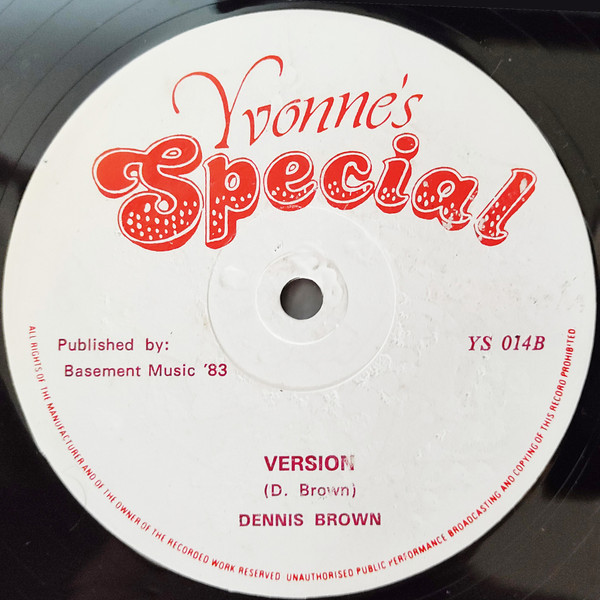 Yvonne's
Special
Published by:
Basement Music '83
YS 014B
VERSION
(D. Brown)
DENNIS BROWN
ALL RIGHTS OF THE MANUFACTURER AND OF THE OWNER OF THE RECORDED WORK RESERVED UNAUTHORISED PUBLIC PERFORMANCE BROADCASTING AND COPYING OF THIS RECORD PROHIBITED